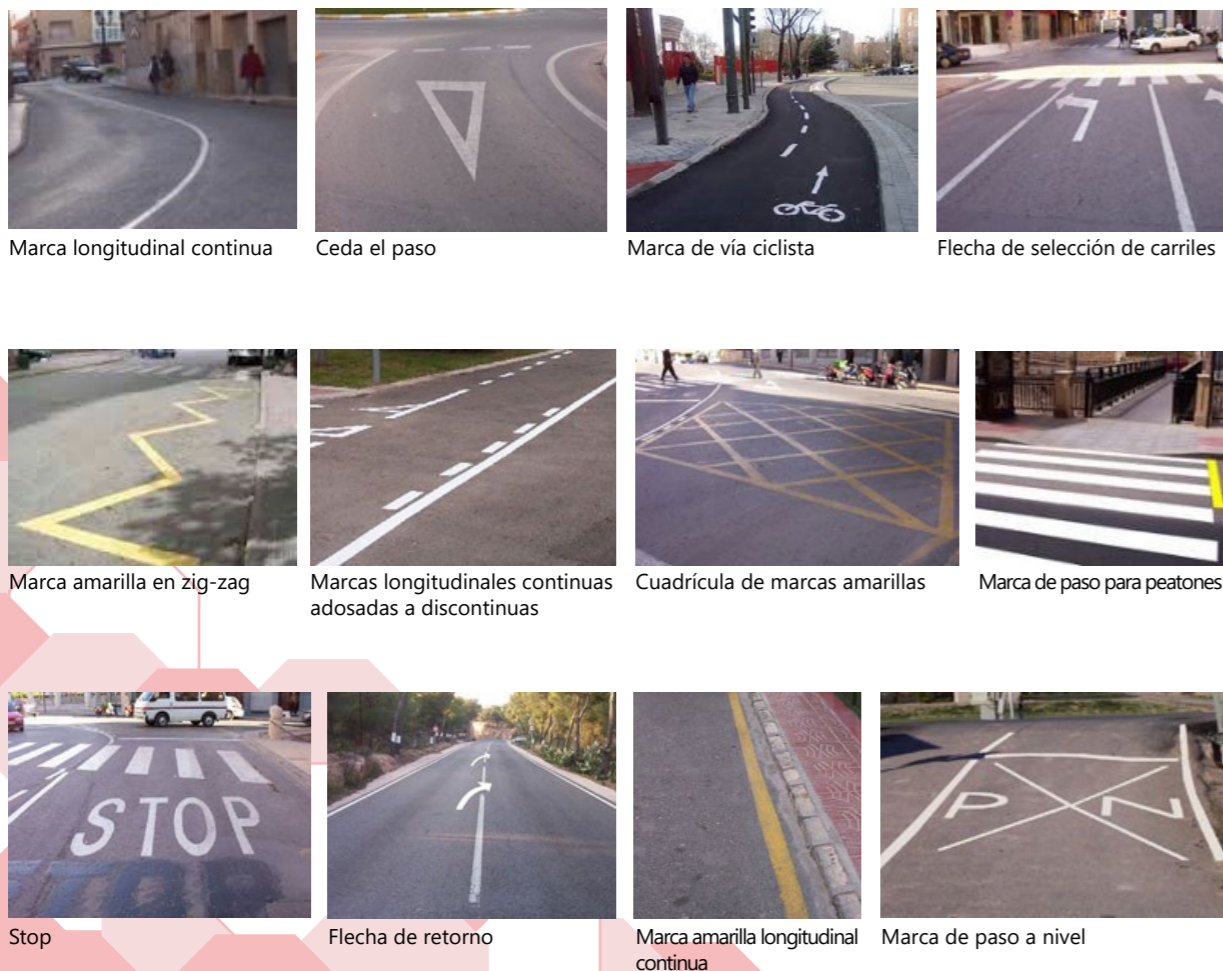 Marca longitudinal continua
Ceda el paso
Marca de vía ciclista
Flecha de selección de carriles
Marca amarilla en zig-zag
Marcas longitudinales continuas
adosadas a discontinuas
Cuadrícula de marcas amarillas
Marca de paso para peatones
STOP
P N
Stop
Flecha de retorno
Marca amarilla longitudinal
continua
Marca de paso a nivel